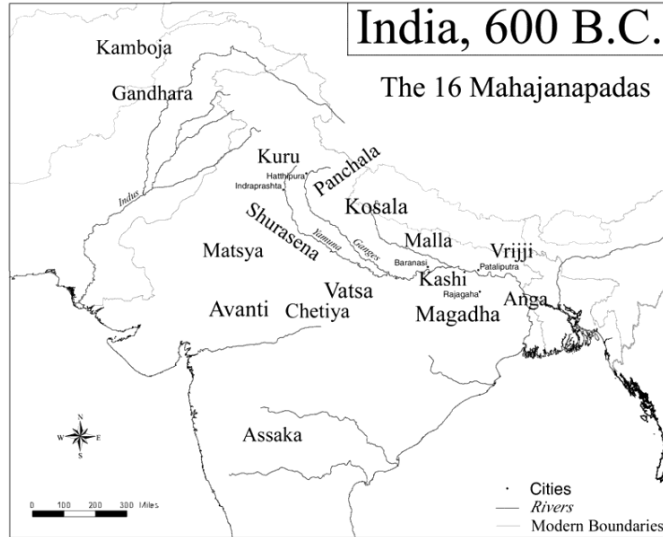 India, 600 B.C.
The 16 Mahajanapadas
Kamboja
Gandhara
Kuru
Hatthipura
Indraprashta
Panchala
Indus
Kosala
Shurasena
Yamuna
Ganges
Malla
Vrijji
Matsya
Baranasi
Pataliputra
Kashi
Vatsa
Rajagaha
Anga
Avanti
Chetiya
Magadha
Assaka
N
W
E
S
0 100 200 300 Miles
Cities
Rivers
Modern Boundaries